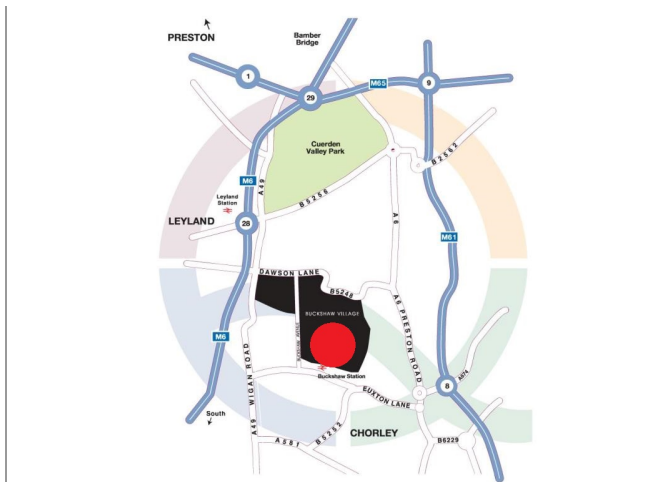 PRESTON
Bamber
Bridge
1
29
M65
9
Cuerden
Valley Park
B2562
A49
M6
Leyland
Station
B5256
LEYLAND
28
A6
M61
DAWSON LANE
B5248
BUCKSHAW VILLAGE
BUCKSHAW AVENUE
M6
A49 WIGAN ROAD
A6 PRESTON ROAD
Buckshaw Station
A674
8
EUXTON LANE
South
B5252
CHORLEY
A581
B6229